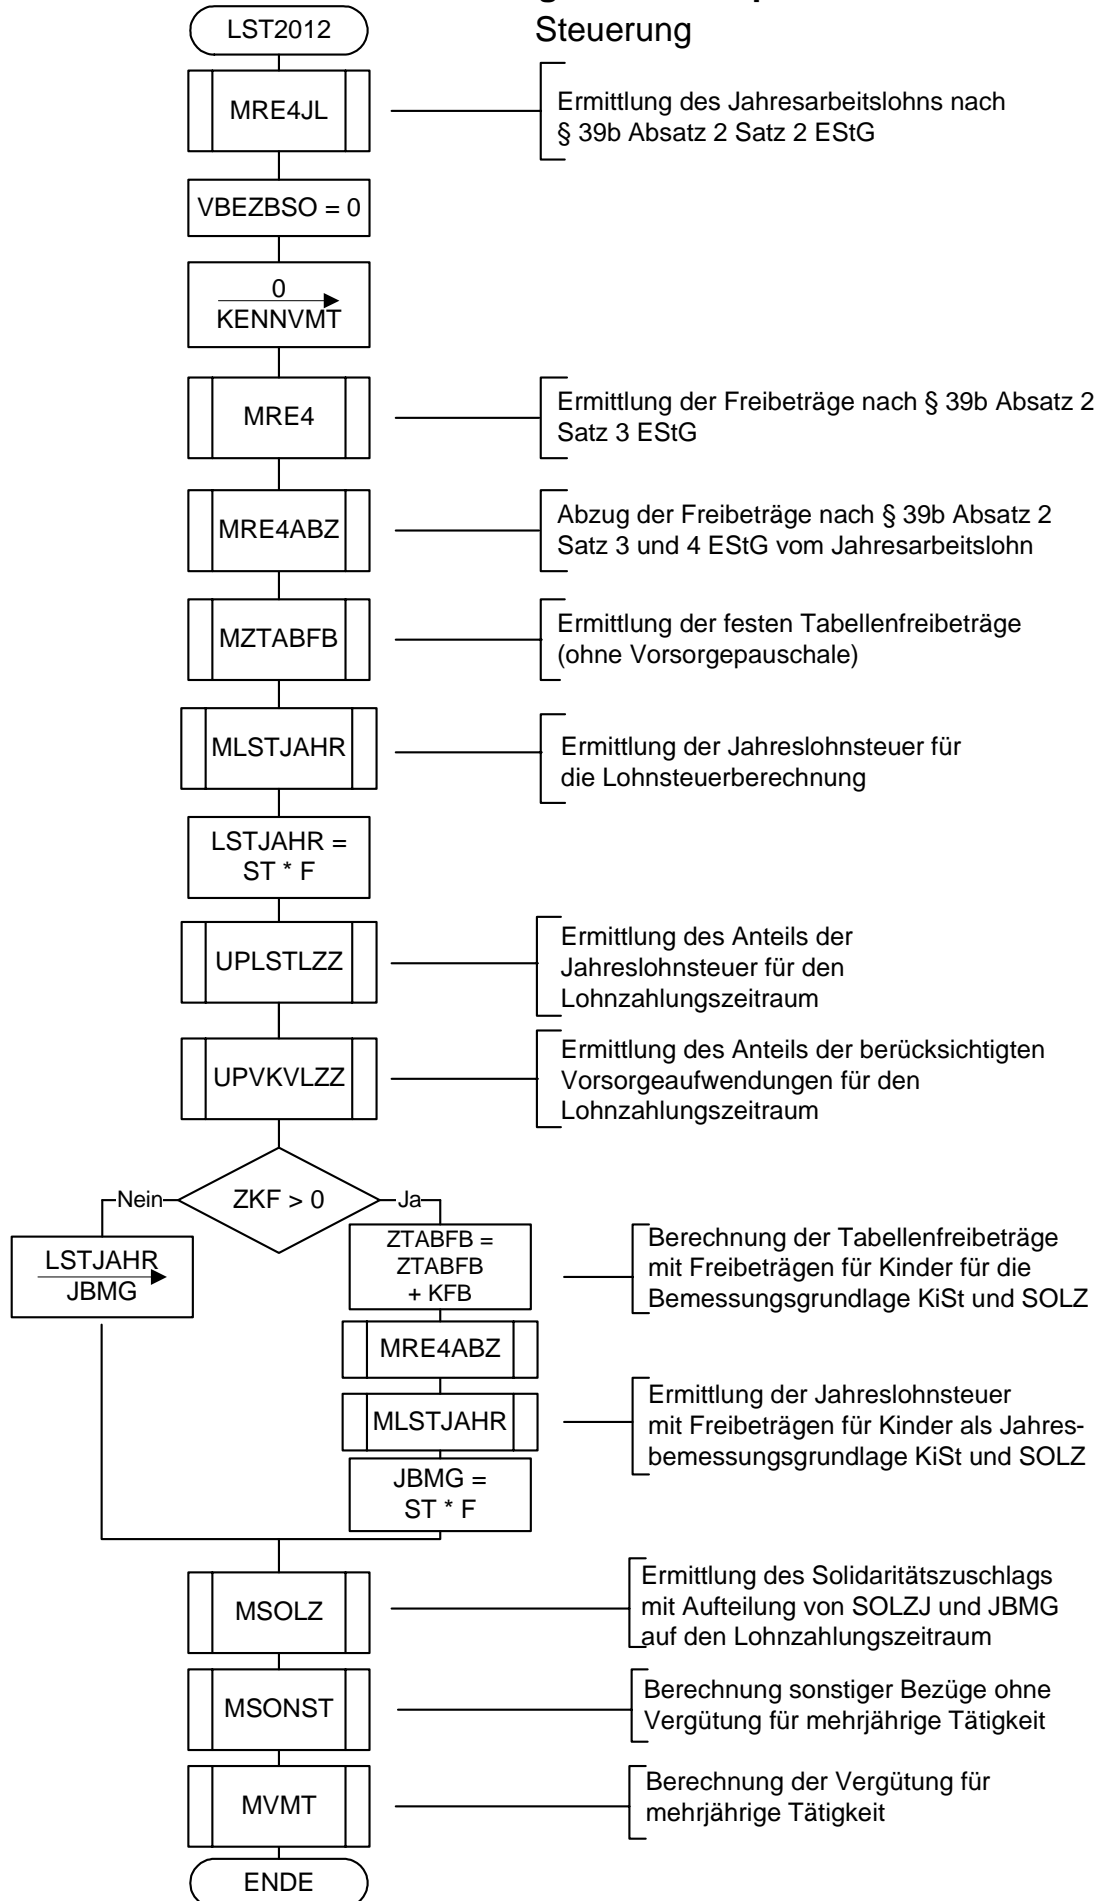 Steuerung
LST2012
MRE4JL
Ermittlung des Jahresarbeitslohns nach
§ 39b Absatz 2 Satz 2 EStG
VBEZBSO = 0
0
KENNVMT
MRE4
Ermittlung der Freibeträge nach § 39b Absatz 2
Satz 3 EStG
MRE4ABZ
Abzug der Freibeträge nach § 39b Absatz 2
Satz 3 und 4 EStG vom Jahresarbeitslohn
MZTABFB
Ermittlung der festen Tabellenfreibeträge
(ohne Vorsorgepauschale)
MLSTJAHR
Ermittlung der Jahreslohnsteuer für
die Lohnsteuerberechnung
LSTJAHR =
ST * F
UPLSTLZZ
Ermittlung des Anteils der
Jahreslohnsteuer für den
Lohnzahlungszeitraum
UPVKVLZZ
Ermittlung des Anteils der berücksichtigten
Vorsorgeaufwendungen für den
Lohnzahlungszeitraum
Nein
ZKF > 0
Ja
LSTJAHR
JBMG
ZTABFB =
ZTABFB
+ KFB
Berechnung der Tabellenfreibeträge
mit Freibeträgen für Kinder für die
Bemessungsgrundlage KiSt und SOLZ
MRE4ABZ
MLSTJAHR
Ermittlung der Jahreslohnsteuer
mit Freibeträgen für Kinder als Jahres-
bemessungsgrundlage KiSt und SOLZ
JBMG =
ST * F
MSOLZ
Ermittlung des Solidaritätszuschlags
mit Aufteilung von SOLZJ und JBMG
auf den Lohnzahlungszeitraum
MSONST
Berechnung sonstiger Bezüge ohne
Vergütung für mehrjährige Tätigkeit
MVMT
Berechnung der Vergütung für
mehrjährige Tätigkeit
ENDE